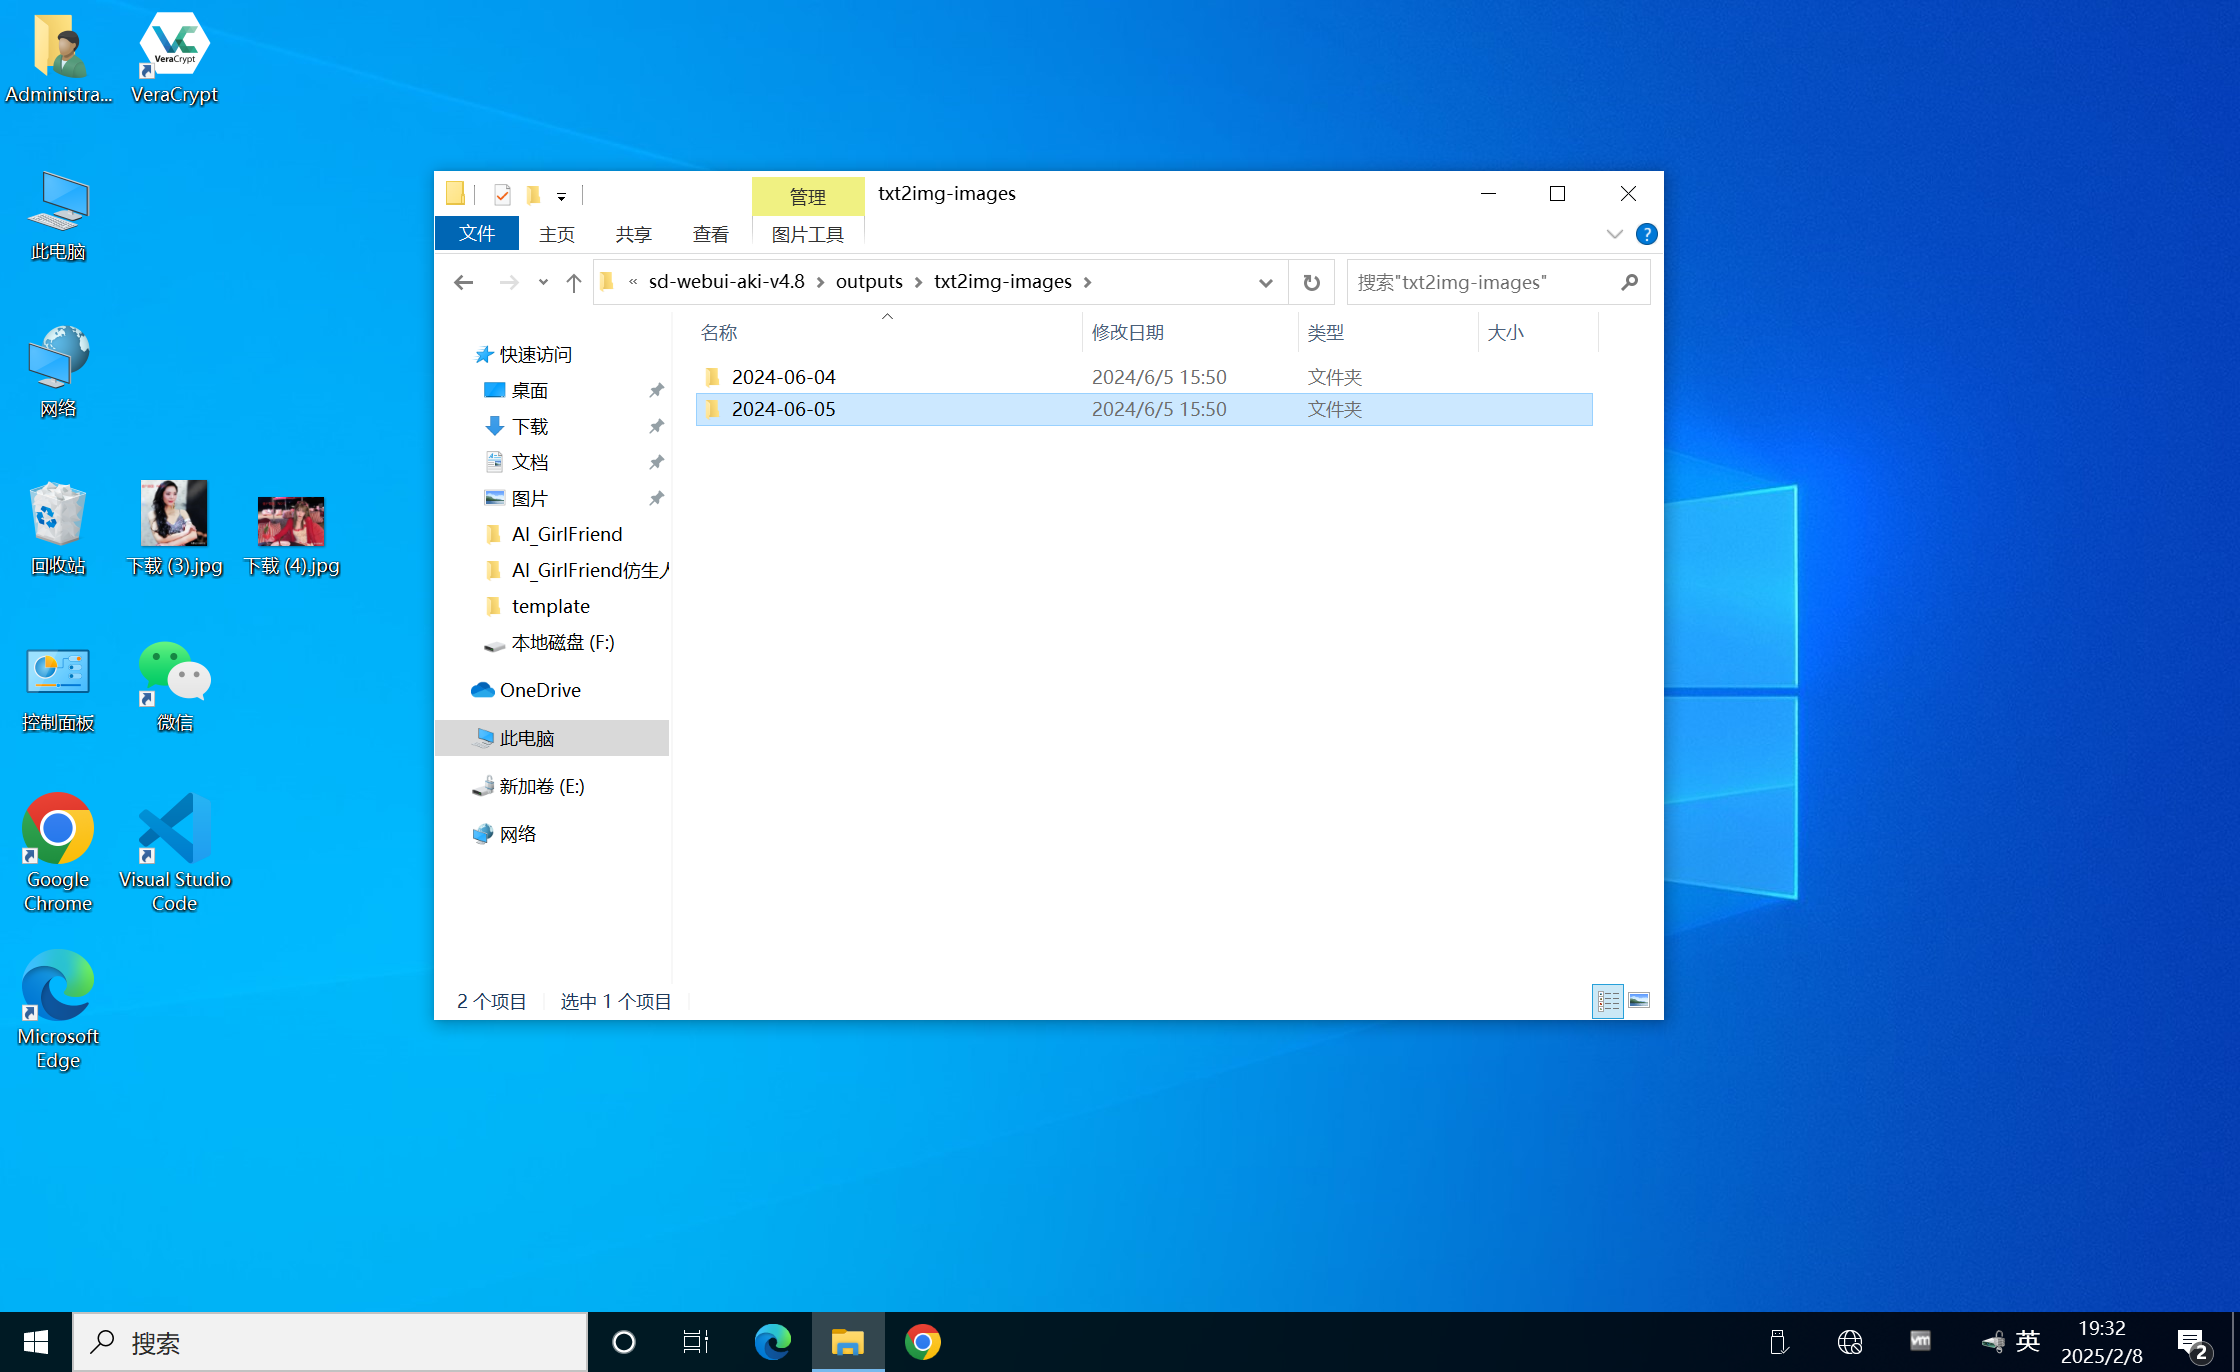 Administra...
VeraCrypt
VeraCrypt
此电脑
网络
回收站
下载 (3).jpg
下载 (4).jpg
控制面板
微信
Google
Chrome
Visual Studio
Code
Microsoft
Edge
管理
txt2img-images
文件
主页
共享
查看
图片工具
?
« sd-webui-aki-v4.8 › outputs › txt2img-images ›
搜索"txt2img-images"
名称
修改日期
类型
大小
2024-06-04
2024/6/5 15:50
文件夹
2024-06-05
2024/6/5 15:50
文件夹
快速访问
桌面
下载
文档
图片
AI_GirlFriend
AI_GirlFriend仿生人
template
本地磁盘 (F:)
OneDrive
此电脑
新加卷 (E:)
网络
2 个项目
选中 1 个项目
搜索
vm
英
19:32
2025/2/8
2